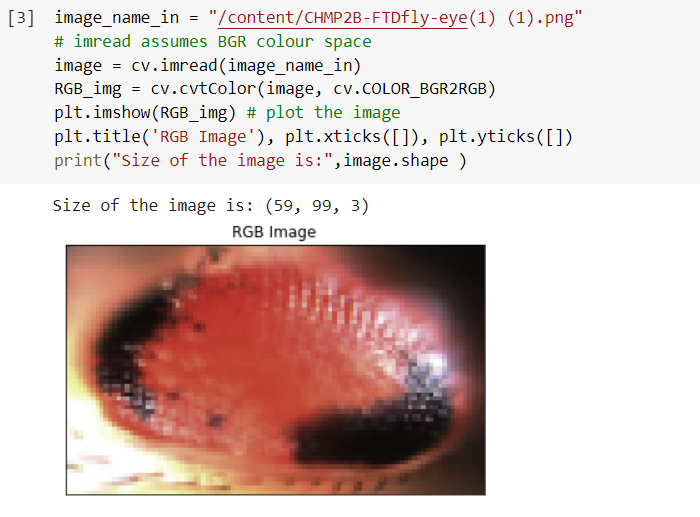 [3] image_name_in = "/content/CHMP2B-FTDfly-eye(1) (1).png"
# imread assumes BGR colour space
image = cv.imread(image_name_in)
RGB_img = cv.cvtColor(image, cv.COLOR_BGR2RGB)
plt.imshow(RGB_img) # plot the image
plt.title('RGB Image'), plt.xticks([]), plt.yticks([])
print("Size of the image is:",image.shape )
Size of the image is: (59, 99, 3)
RGB Image